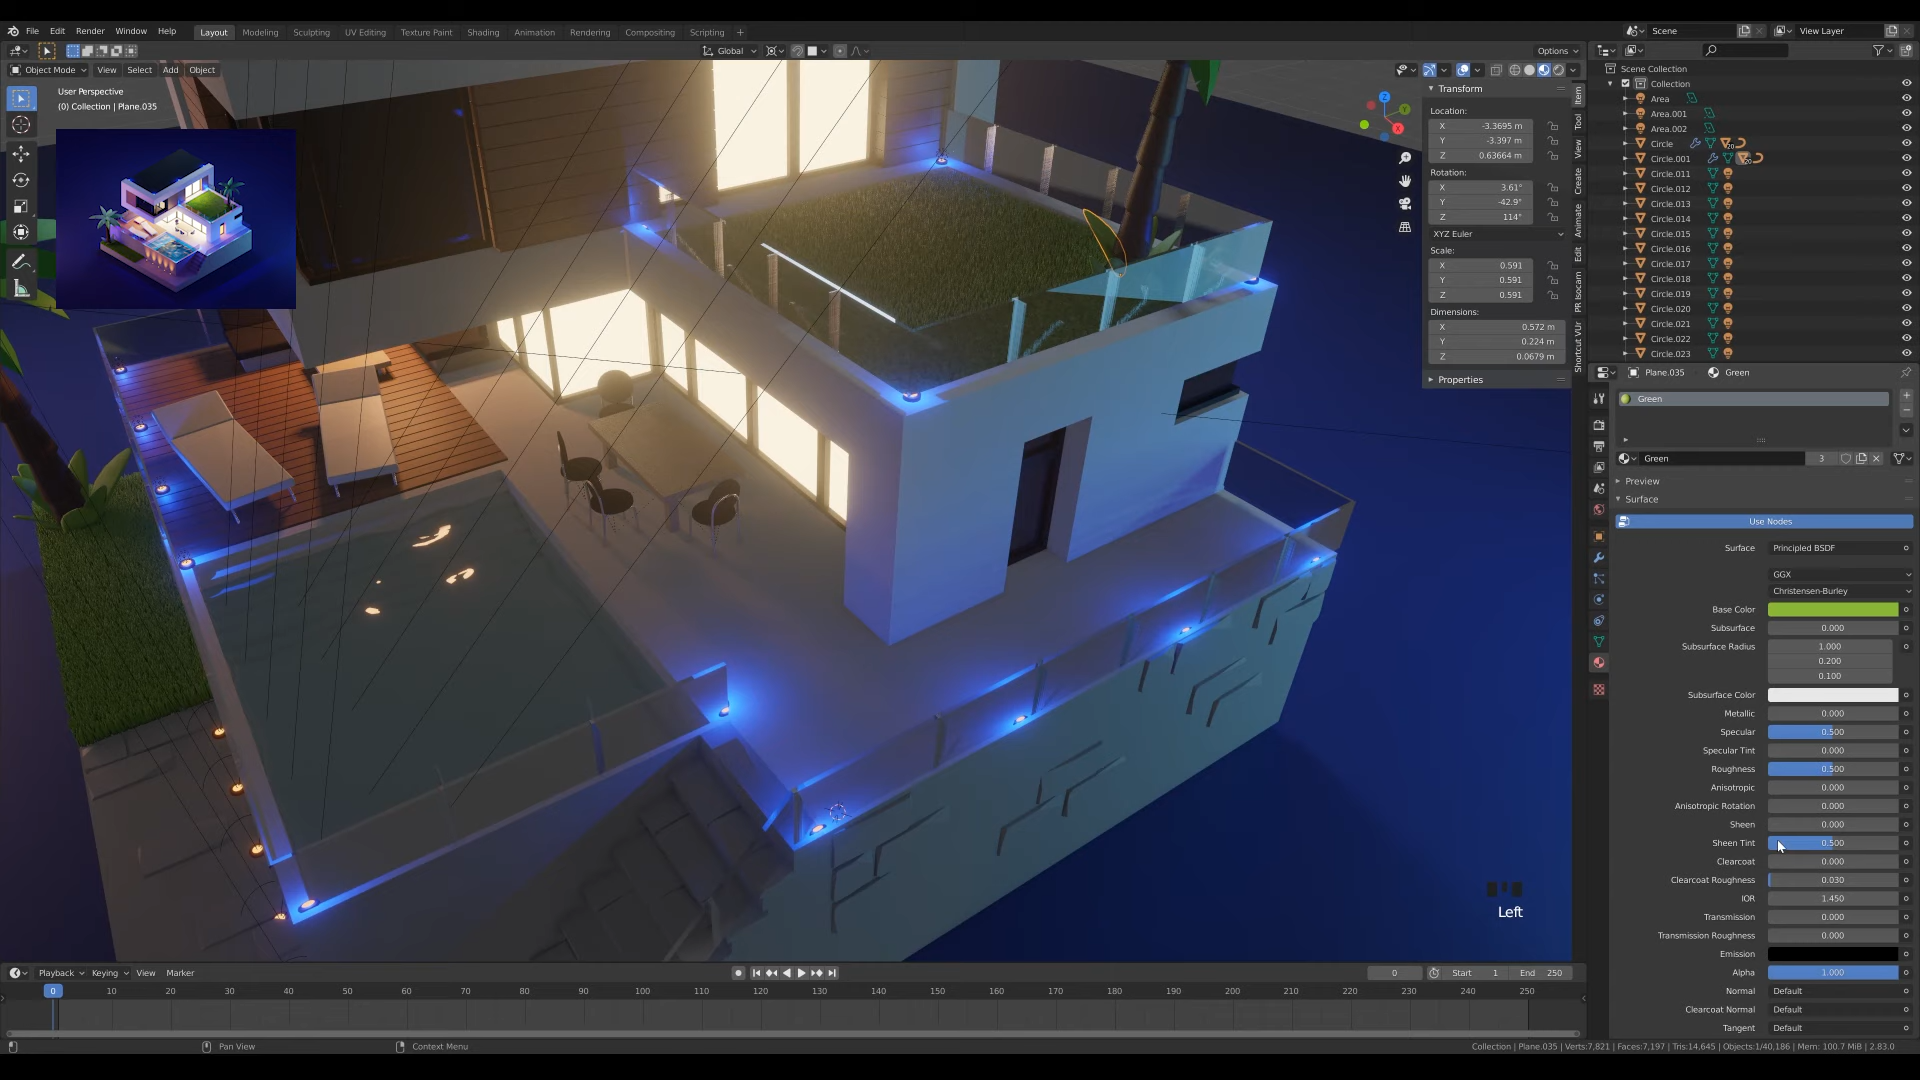 File Edit Render Window Help Layout Modeling Sculpting UV Editing Texture Paint Shading Animation Rendering Compositing Scripting + Scene View Layer
Global Options
Object Mode View Select Add Object
User Perspective
(0) Collection | Plane.035
Transform
Location:
X -3.3695 m
Y -3.397 m
Z 0.63664 m
Rotation:
X 3.61°
Y -42.9°
Z 114°
XYZ Euler
Scale:
X 0.591
Y 0.591
Z 0.591
Dimensions:
X 0.572 m
Y 0.224 m
Z 0.0679 m
Properties
Item
Tool
View
Create
Animate
Edit
PR Isocam
Shortcut VUr
Scene Collection
Collection
Area
Area.001
Area.002
Circle
Circle.001
Circle.011
Circle.012
Circle.013
Circle.014
Circle.015
Circle.016
Circle.017
Circle.018
Circle.019
Circle.020
Circle.021
Circle.022
Circle.023
Plane.035 Green
Green
Green 3
Preview
Surface
Use Nodes
Surface Principled BSDF
GGX
Christensen-Burley
Base Color
Subsurface 0.000
Subsurface Radius 1.000
0.200
0.100
Subsurface Color
Metallic 0.000
Specular 0.500
Specular Tint 0.000
Roughness 0.500
Anisotropic 0.000
Anisotropic Rotation 0.000
Sheen 0.000
Sheen Tint 0.500
Clearcoat 0.000
Clearcoat Roughness 0.030
IOR 1.450
Transmission 0.000
Transmission Roughness 0.000
Emission
Alpha 1.000
Normal Default
Clearcoat Normal Default
Tangent Default
Left
Playback Keying View Marker 0 Start 1 End 250
0 10 20 30 40 50 60 70 80 90 100 110 120 130 140 150 160 170 180 190 200 210 220 230 240 250
Pan View Context Menu Collection | Plane.035 | Verts:7,821 | Faces:7,197 | Tris:14,645 | Objects:1/40,186 | Mem: 100.7 MiB | 2.83.0